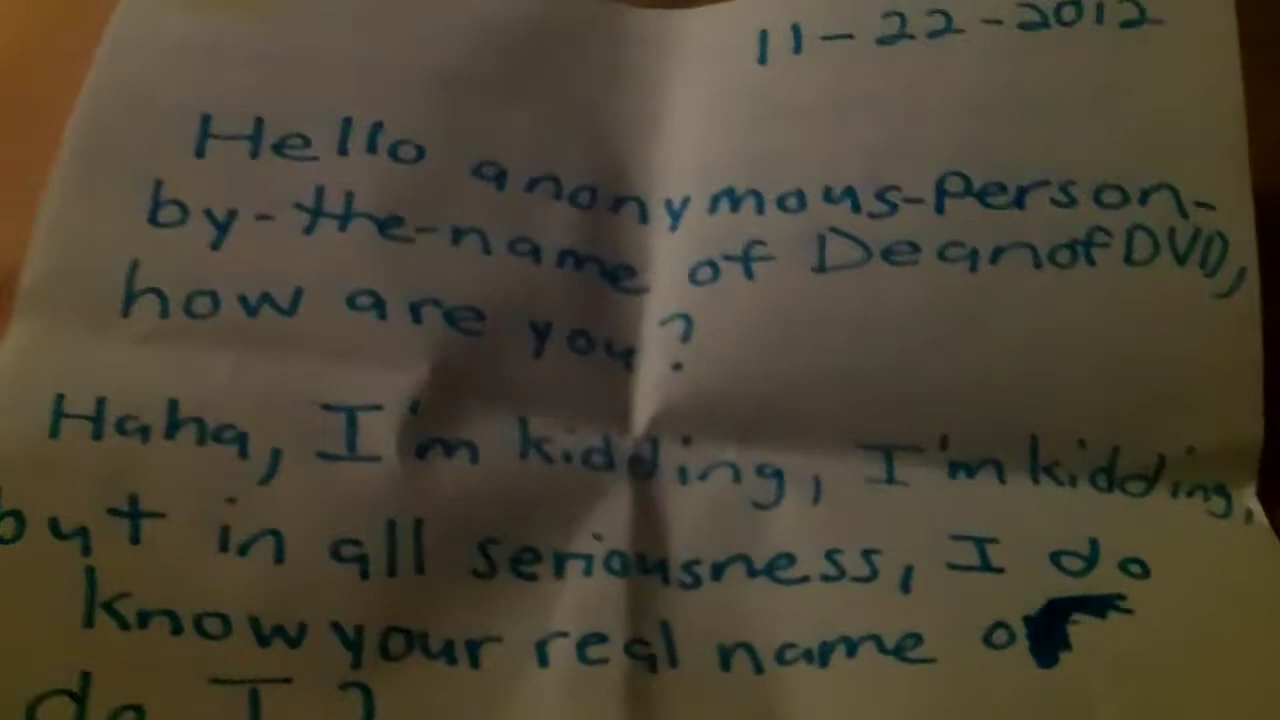 11-22-2012
Hello anonymous-person-
by-the-name of DeanofDVD,
how are you?
Haha, I'm kidding, I'm kidding,
but in all seriousness, I do
know your real name or
do I?